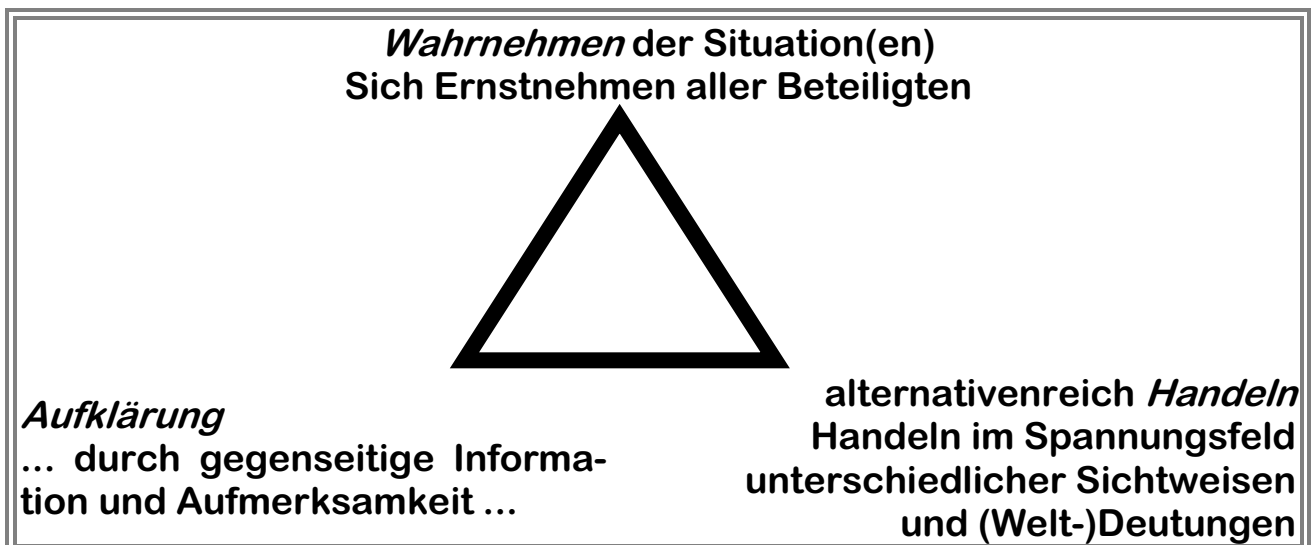 Wahrnehmen der Situation(en)
Sich Ernstnehmen aller Beteiligten
Aufklärung
... durch gegenseitige Informa-
tion und Aufmerksamkeit ...
alternativenreich Handeln
Handeln im Spannungsfeld
unterschiedlicher Sichtweisen
und (Welt-)Deutungen